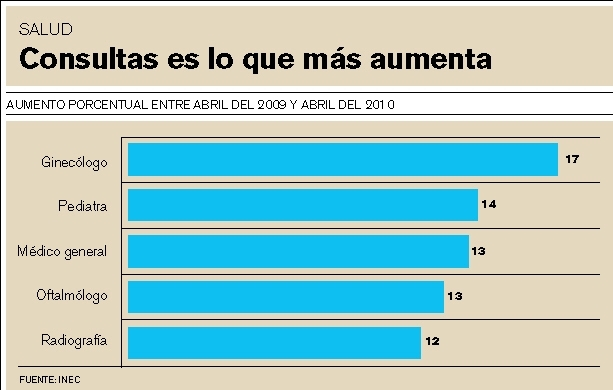 SALUD
Consultas es lo que más aumenta
AUMENTO PORCENTUAL ENTRE ABRIL DEL 2009 Y ABRIL DEL 2010
Ginecólogo 17
Pediatra 14
Médico general 13
Oftalmólogo 13
Radiografía 12
FUENTE: INEC